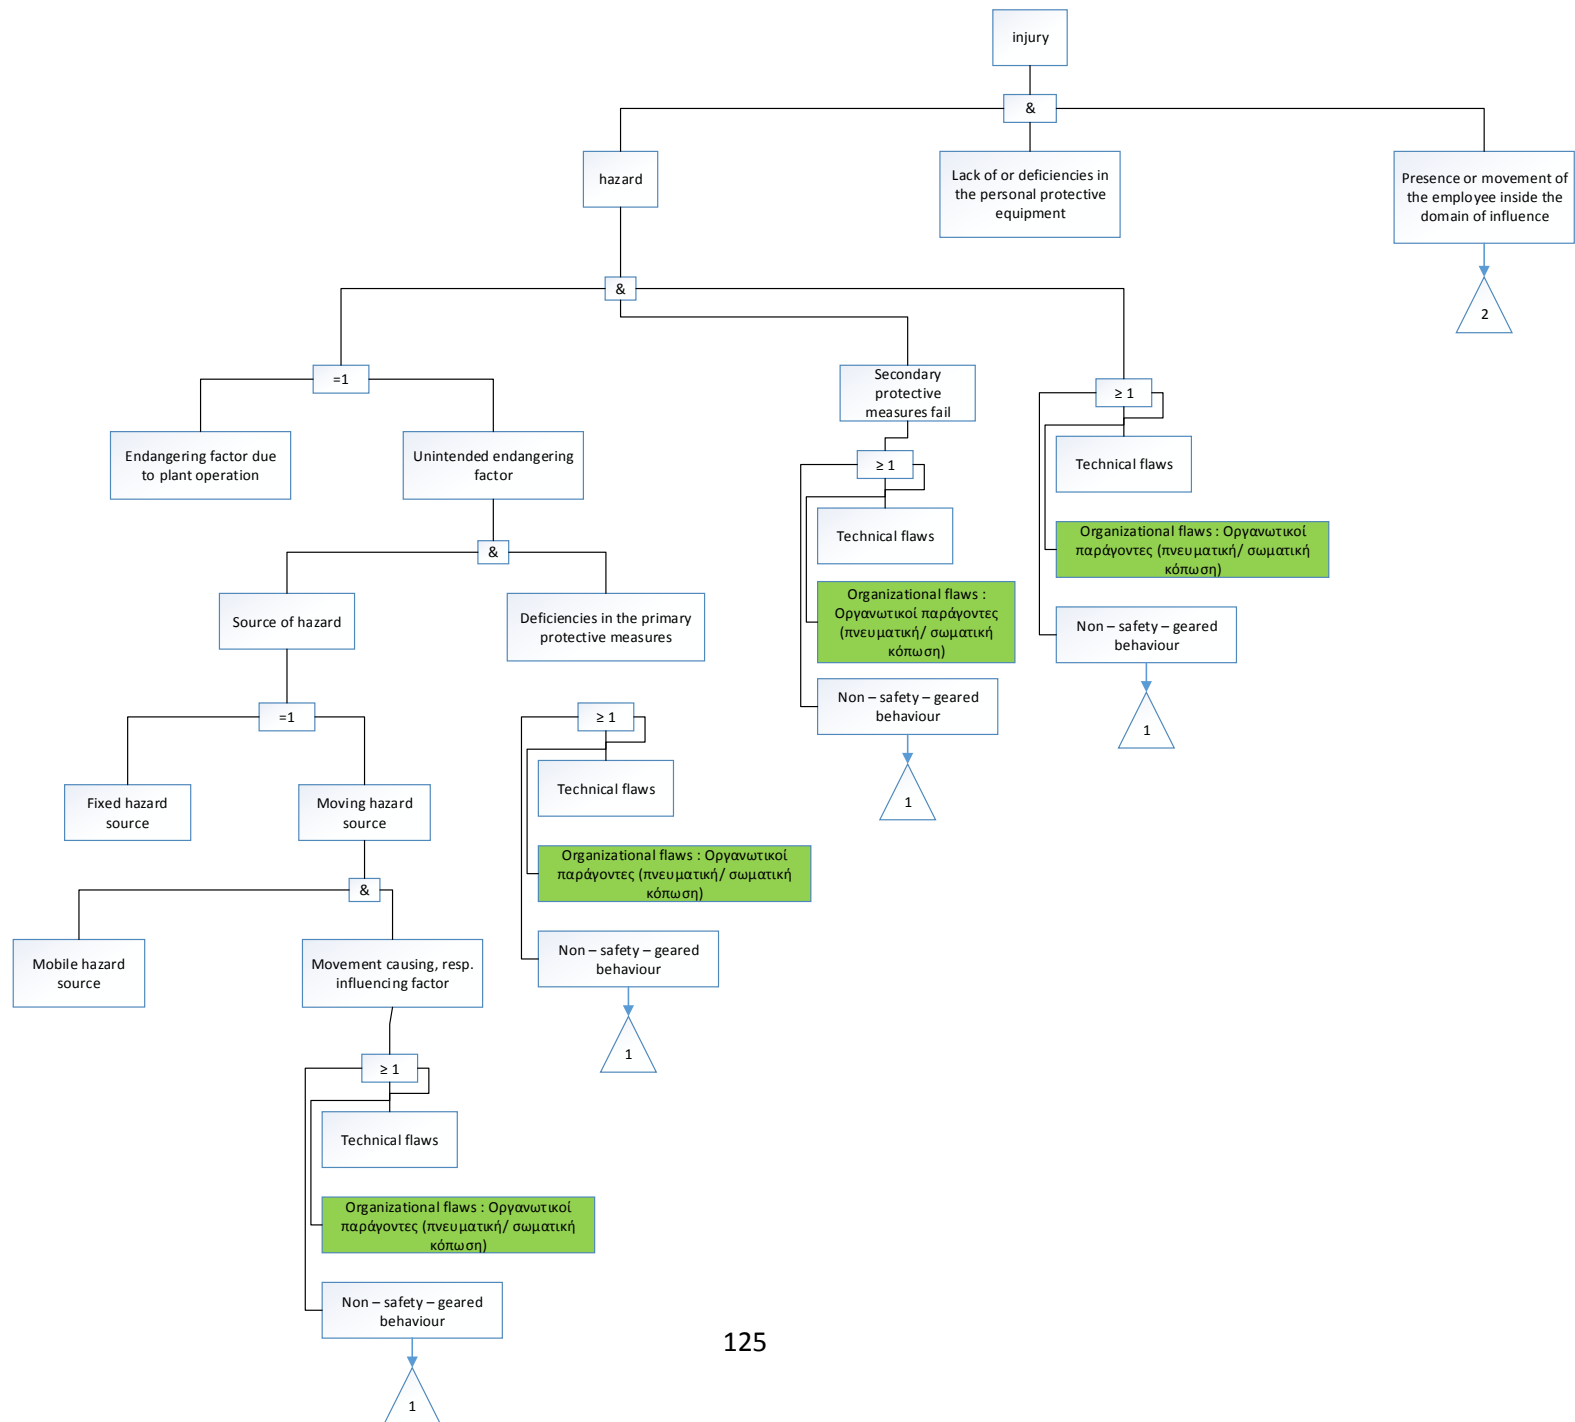 injury
&
hazard
Lack of or deficiencies in
the personal protective
equipment
Presence or movement of
the employee inside the
domain of influence
&
2
=1
Secondary
protective
measures fail
≥ 1
Endangering factor due
to plant operation
Unintended endangering
factor
≥ 1
Technical flaws
Technical flaws
Organizational flaws : Οργανωτικοί
παράγοντες (πνευματική/ σωματική
κόπωση)
&
Source of hazard
Deficiencies in the primary
protective measures
Organizational flaws :
Οργανωτικοί παράγοντες
(πνευματική/ σωματική
κόπωση)
Non – safety – geared
behaviour
Non – safety – geared
behaviour
1
=1
≥ 1
Technical flaws
1
Fixed hazard
source
Moving hazard
source
Organizational flaws : Οργανωτικοί
παράγοντες (πνευματική/ σωματική
κόπωση)
&
Mobile hazard
source
Movement causing, resp.
influencing factor
Non – safety – geared
behaviour
1
≥ 1
Technical flaws
Organizational flaws : Οργανωτικοί
παράγοντες (πνευματική/ σωματική
κόπωση)
Non – safety – geared
behaviour
125
1